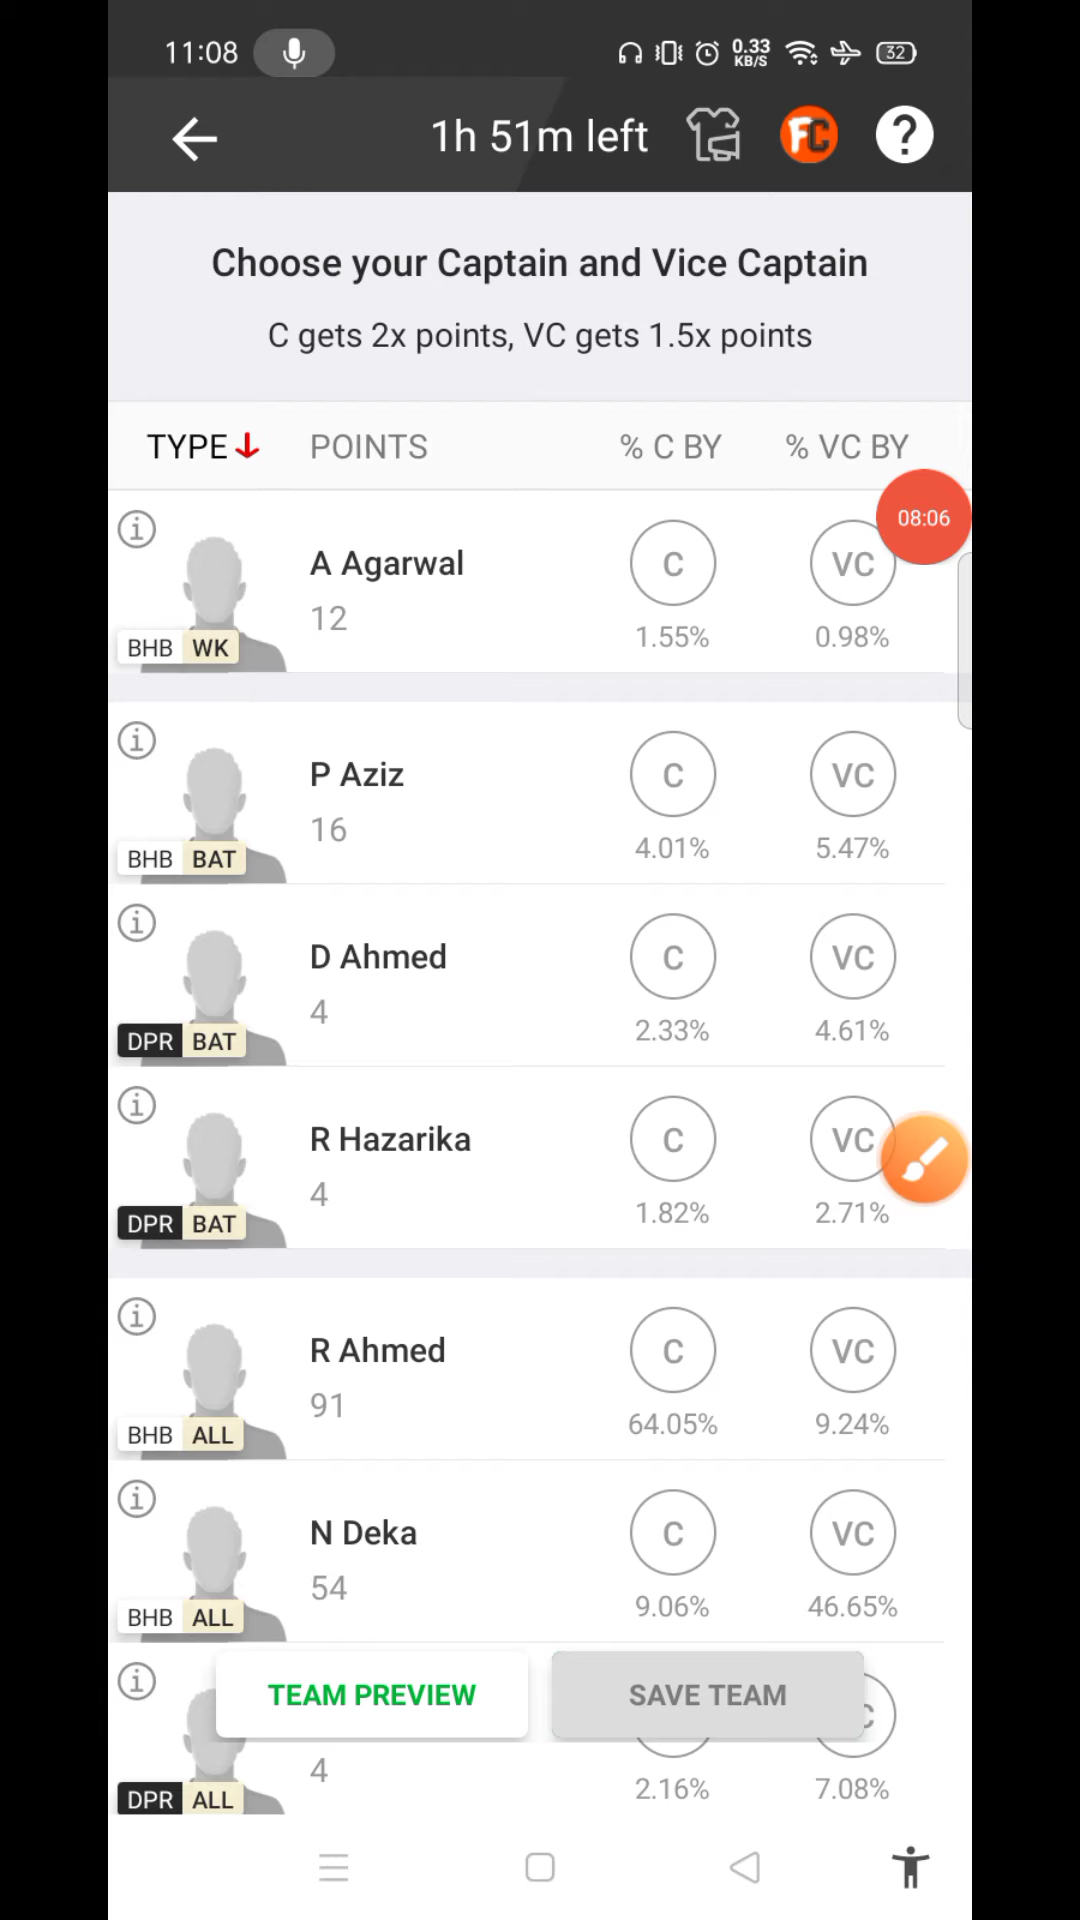 11:08
0.33
KB/S
32
1h 51m left
FC
?
Choose your Captain and Vice Captain
C gets 2x points, VC gets 1.5x points
TYPE POINTS % C BY % VC BY
08:06
A Agarwal C VC
12 1.55% 0.98%
BHB WK
P Aziz C VC
16 4.01% 5.47%
BHB BAT
D Ahmed C VC
4 2.33% 4.61%
DPR BAT
R Hazarika C VC
4 1.82% 2.71%
DPR BAT
R Ahmed C VC
91 64.05% 9.24%
BHB ALL
N Deka C VC
54 9.06% 46.65%
BHB ALL
TEAM PREVIEW SAVE TEAM
4 2.16% 7.08%
DPR ALL